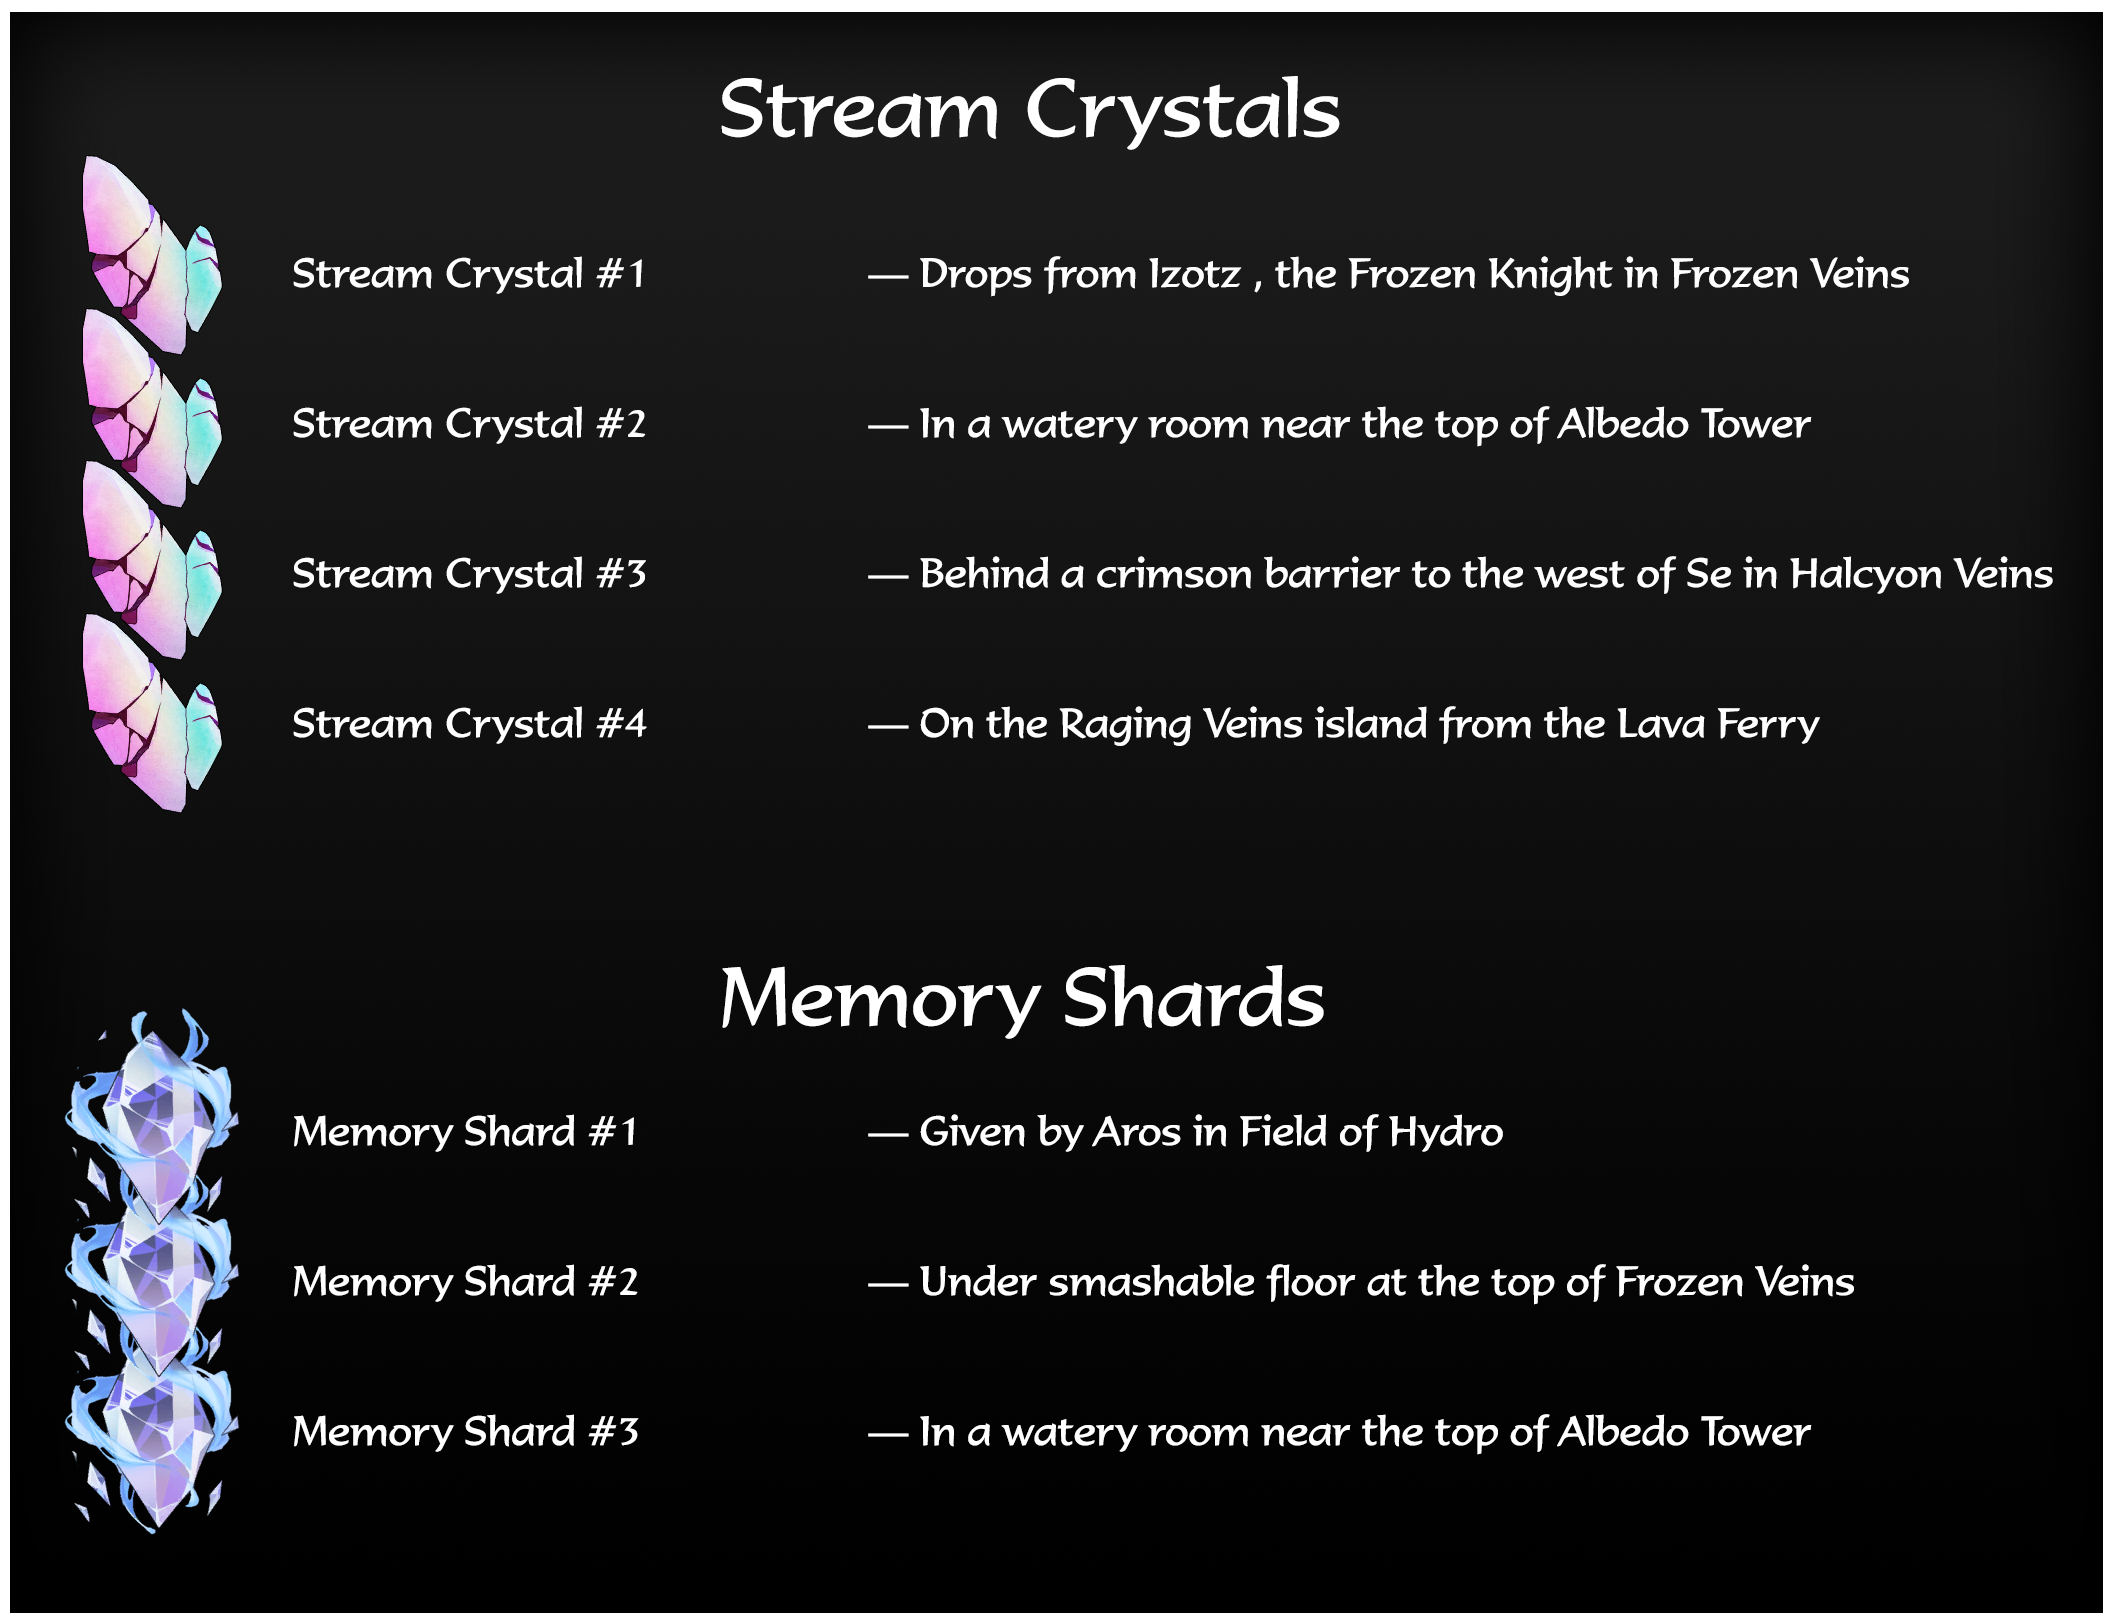 Stream Crystals
Stream Crystal #1 — Drops from Izotz , the Frozen Knight in Frozen Veins
Stream Crystal #2 — In a watery room near the top of Albedo Tower
Stream Crystal #3 — Behind a crimson barrier to the west of Se in Halcyon Veins
Stream Crystal #4 — On the Raging Veins island from the Lava Ferry
Memory Shards
Memory Shard #1 — Given by Aros in Field of Hydro
Memory Shard #2 — Under smashable floor at the top of Frozen Veins
Memory Shard #3 — In a watery room near the top of Albedo Tower